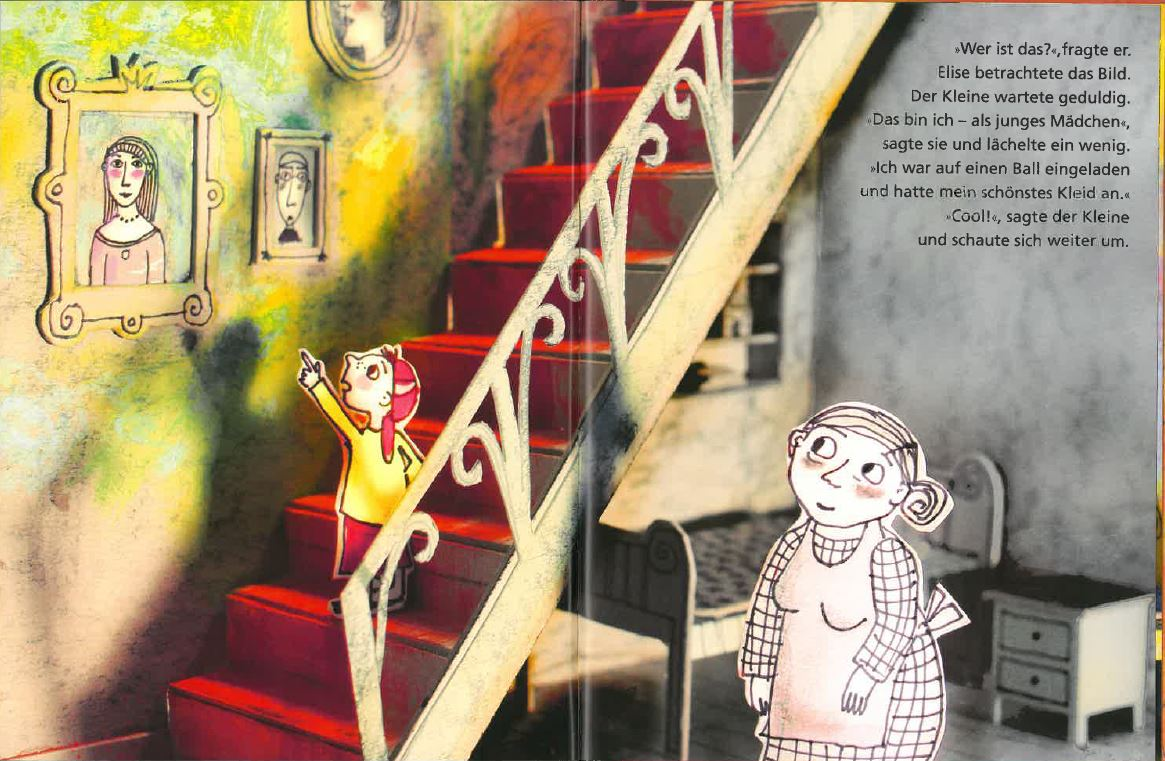 »Wer ist das?«,fragte er.
Elise betrachtete das Bild.
Der Kleine wartete geduldig.
»Das bin ich – als junges Mädchen«,
sagte sie und lächelte ein wenig.
»Ich war auf einen Ball eingeladen
und hatte mein schönstes Kleid an.«
»Cool!«, sagte der Kleine
und schaute sich weiter um.